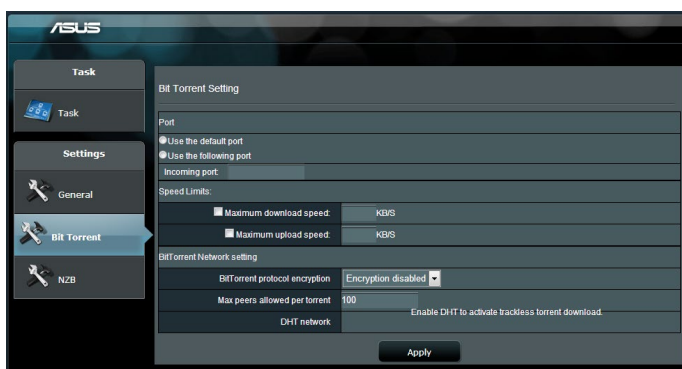 ASUS
Task
Task
Settings
General
Bit Torrent
NZB
Bit Torrent Setting
Port
Use the default port
Use the following port
Incoming port:
Speed Limits:
Maximum download speed: KB/S
Maximum upload speed: KB/S
BitTorrent Network setting
BitTorrent protocol encryption Encryption disabled
Max peers allowed per torrent 100
DHT network Enable DHT to activate trackless torrent download.
Apply